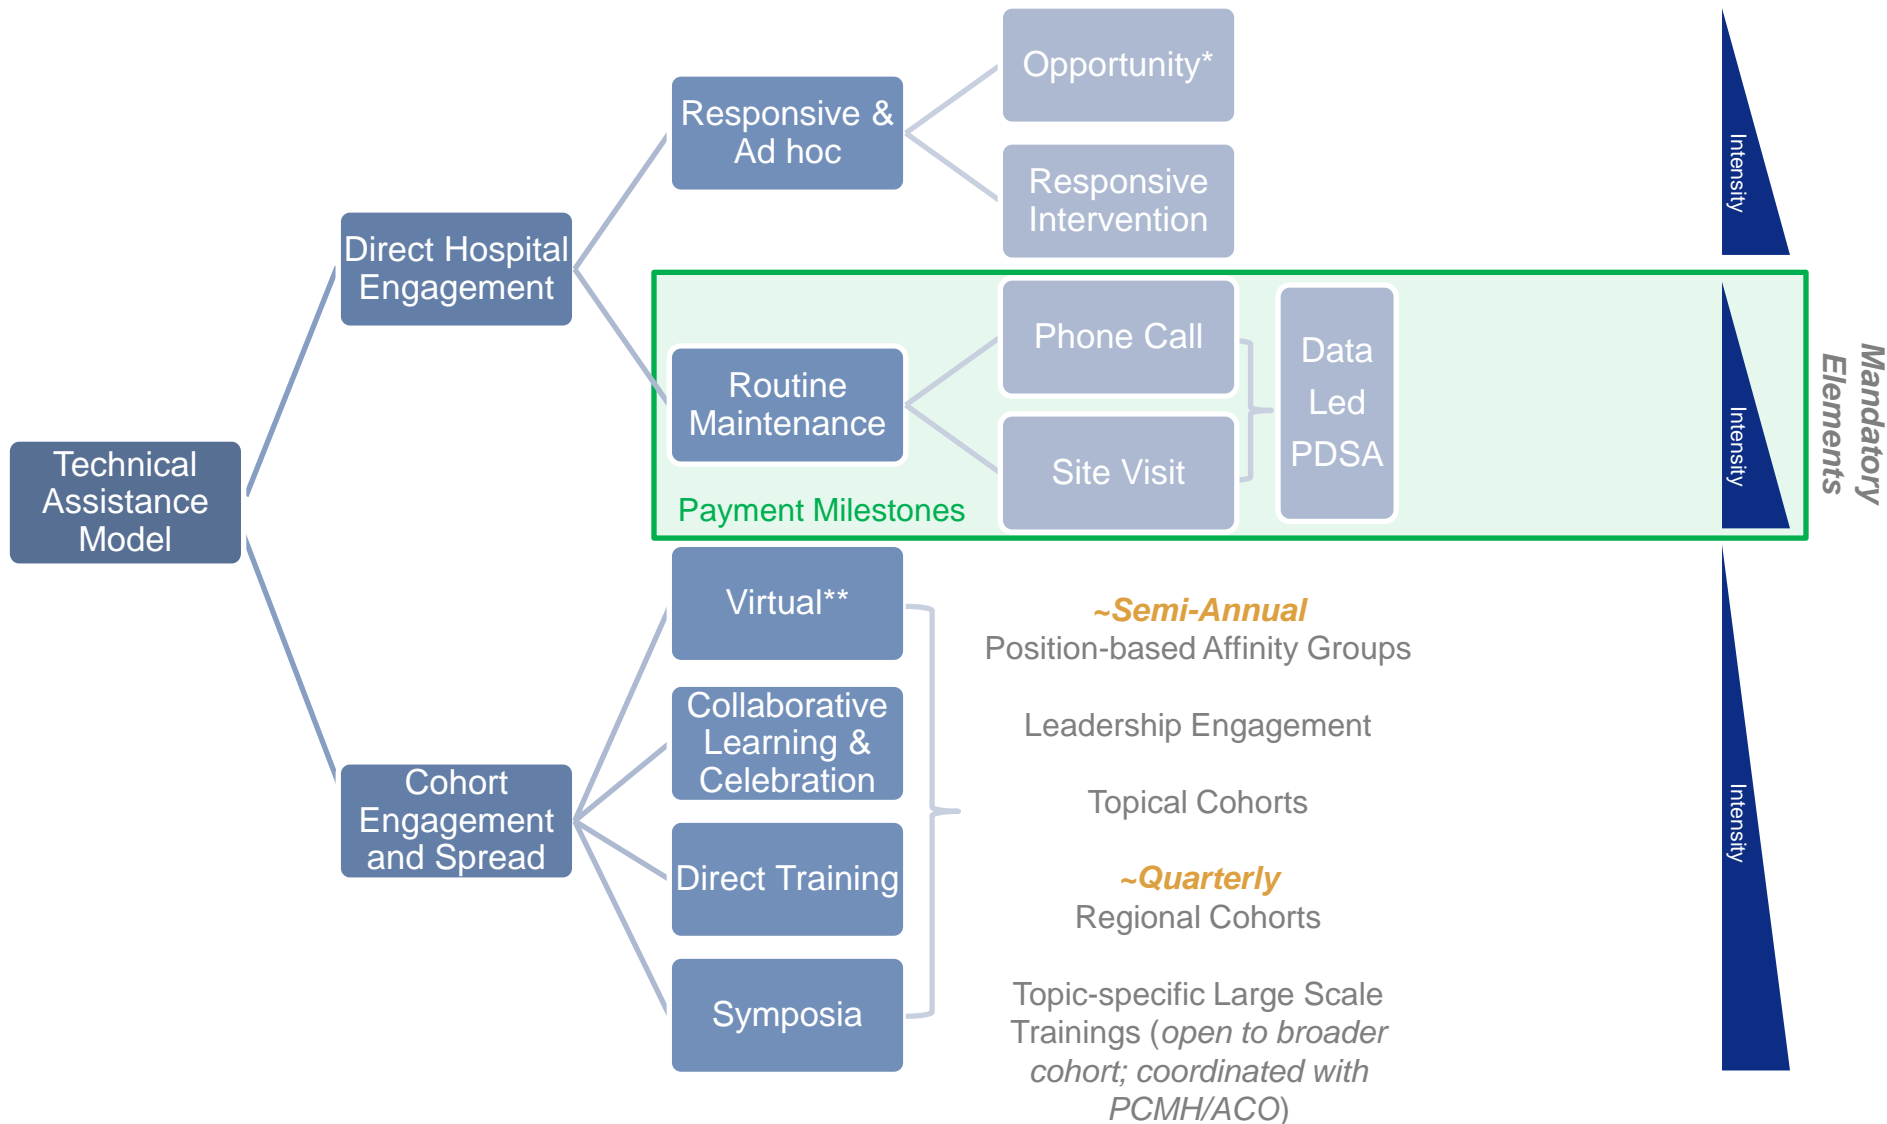 Technical
Assistance
Model
Direct Hospital
Engagement
Responsive &
Ad hoc
Opportunity*
Responsive
Intervention
Intensity
Routine
Maintenance
Phone Call
Site Visit
Data
Led
PDSA
Payment Milestones
Intensity
Mandatory
Elements
Cohort
Engagement
and Spread
Virtual**
Collaborative
Learning &
Celebration
Direct Training
Symposia
~Semi-Annual
Position-based Affinity Groups
Leadership Engagement
Topical Cohorts
~Quarterly
Regional Cohorts
Topic-specific Large Scale
Trainings (open to broader
cohort; coordinated with
PCMH/ACO)
Intensity